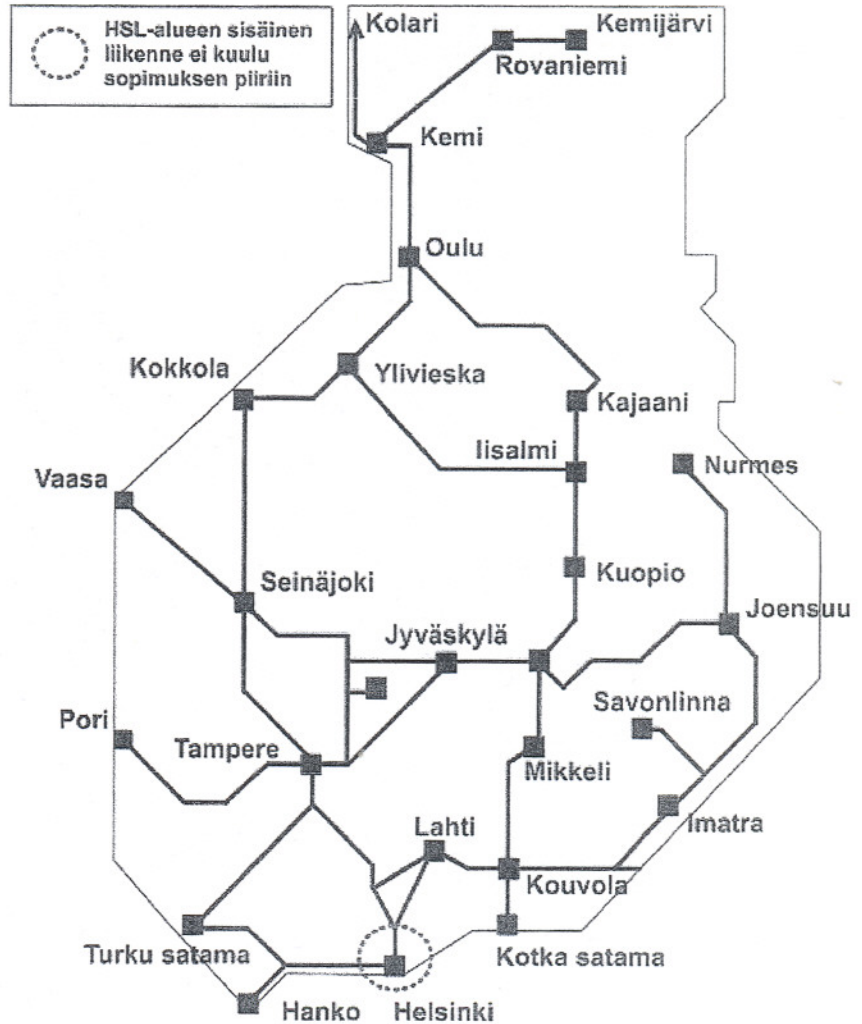 HSL-alueen sisäinen
liikenne ei kuulu
sopimuksen piiriin
Kolari
Kemijärvi
Rovaniemi
Kemi
Oulu
Kokkola
Ylivieska
Kajaani
Iisalmi
Nurmes
Vaasa
Kuopio
Seinäjoki
Joensuu
Jyväskylä
Savonlinna
Pori
Tampere
Mikkeli
Imatra
Lahti
Kouvola
Turku satama
Kotka satama
Hanko
Helsinki